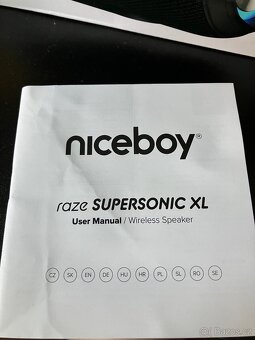 niceboy®
raze SUPERSONIC XL
User Manual / Wireless Speaker
CZ SK EN DE HU HR PL SL RO SE